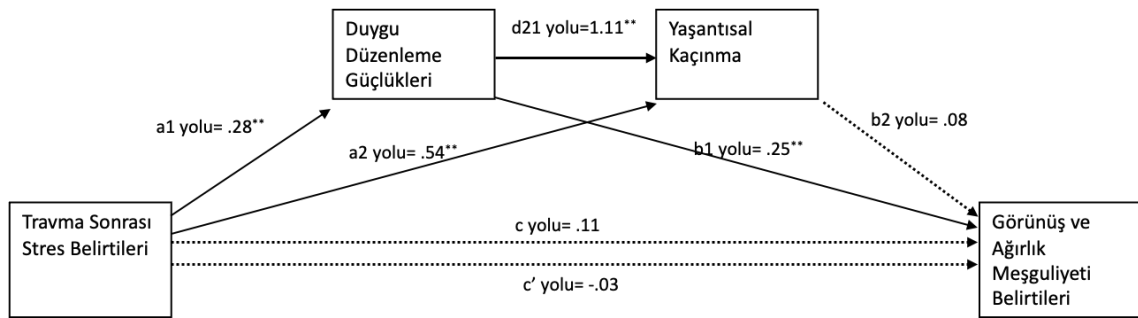 Duygu
Düzenleme
Güçlükleri
d21 yolu=1.11**
Yaşantısal
Kaçınma
a1 yolu= .28**
a2 yolu= .54**
b1 yolu= .25**
b2 yolu= .08
Travma Sonrası
Stres Belirtileri
c yolu= .11
c’ yolu= -.03
Görünüş ve
Ağırlık
Meşguliyeti
Belirtileri